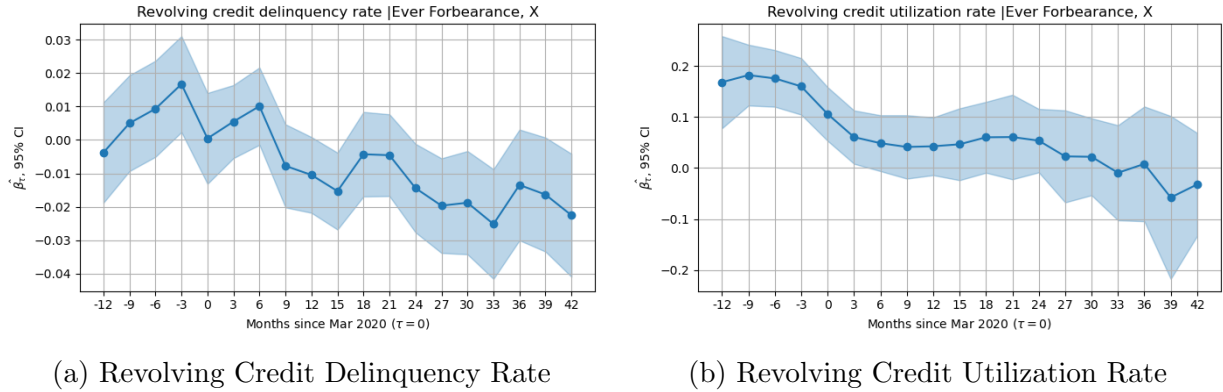 Revolving credit delinquency rate |Ever Forbearance, X
0.03
0.02
0.01
0.00
−0.01
−0.02
−0.03
−0.04
β̂τ, 95% CI
-12 -9 -6 -3 0 3 6 9 12 15 18 21 24 27 30 33 36 39 42
Months since Mar 2020 (τ = 0)
(a) Revolving Credit Delinquency Rate
Revolving credit utilization rate |Ever Forbearance, X
0.2
0.1
0.0
−0.1
−0.2
β̂τ, 95% CI
-12 -9 -6 -3 0 3 6 9 12 15 18 21 24 27 30 33 36 39 42
Months since Mar 2020 (τ = 0)
(b) Revolving Credit Utilization Rate